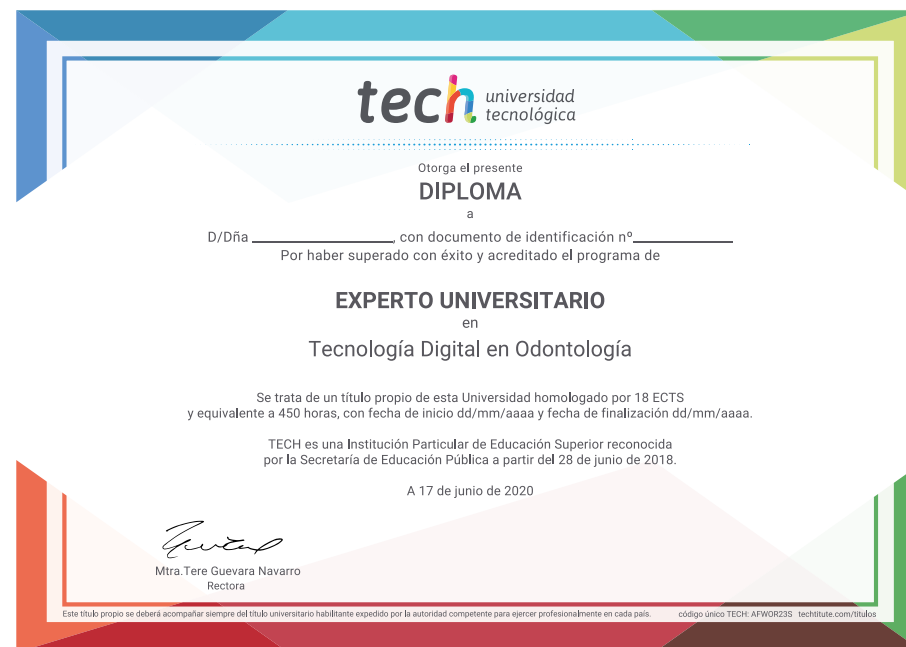 tech universidad
tecnológica
Otorga el presente
DIPLOMA
a
D/Dña ____________________, con documento de identificación nº______________
Por haber superado con éxito y acreditado el programa de
EXPERTO UNIVERSITARIO
en
Tecnología Digital en Odontología
Se trata de un título propio de esta Universidad homologado por 18 ECTS
y equivalente a 450 horas, con fecha de inicio dd/mm/aaaa y fecha de finalización dd/mm/aaaa.
TECH es una Institución Particular de Educación Superior reconocida
por la Secretaría de Educación Pública a partir del 28 de junio de 2018.
A 17 de junio de 2020
Mtra.Tere Guevara Navarro
Rectora
Este título propio se deberá acompañar siempre del título universitario habilitante expedido por la autoridad competente para ejercer profesionalmente en cada país. código único TECH: AFWOR23S techtitute.com/titulos